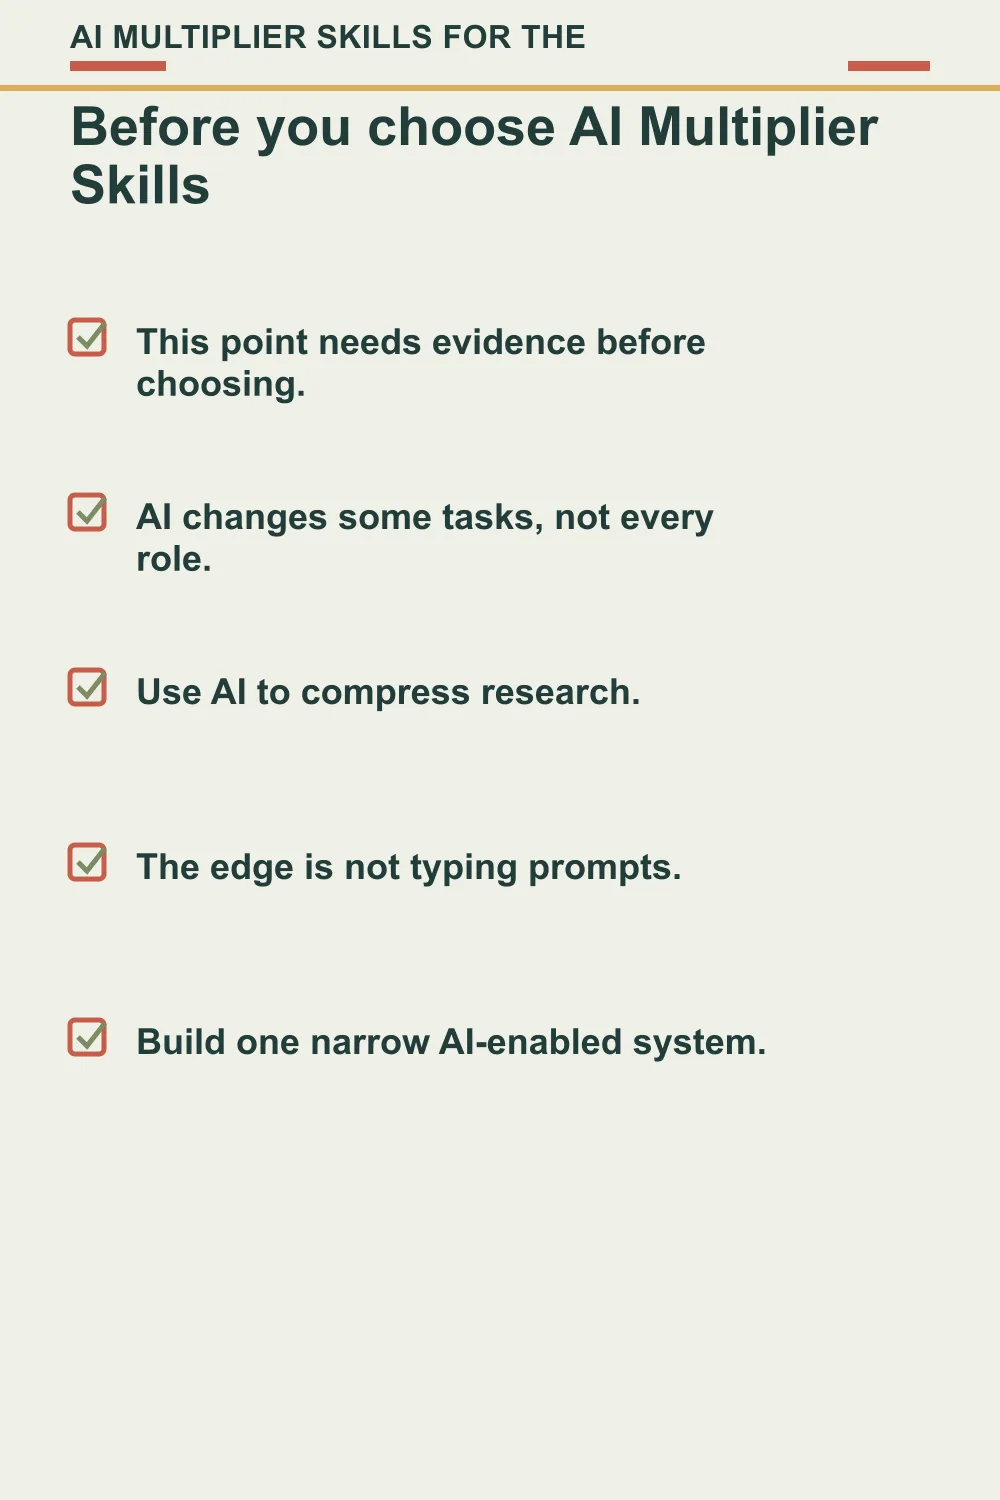 AI MULTIPLIER SKILLS FOR THE
Before you choose AI Multiplier
Skills
This point needs evidence before
choosing.
AI changes some tasks, not every
role.
Use AI to compress research.
The edge is not typing prompts.
Build one narrow AI-enabled system.